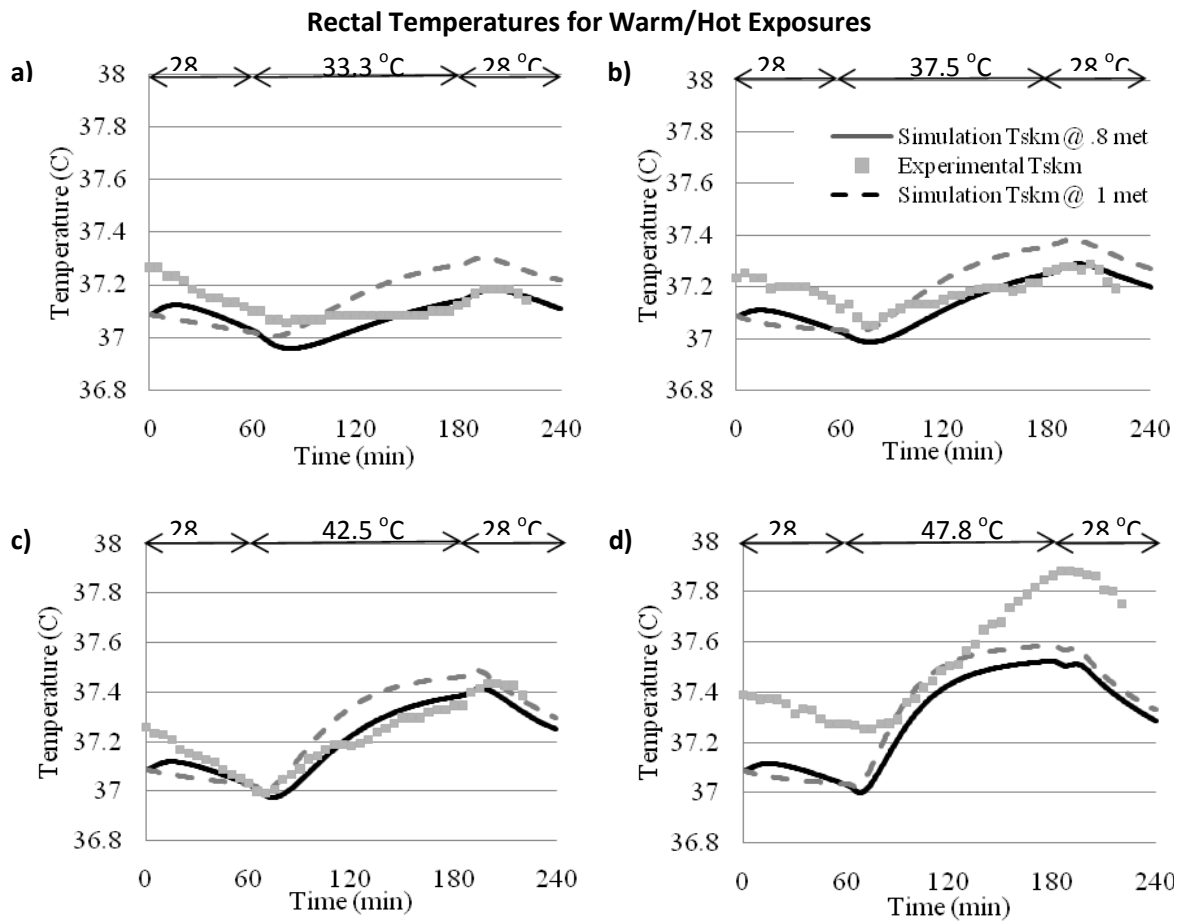 Rectal Temperatures for Warm/Hot Exposures
a)
28 33.3 °C 28 °C
38
37.8
37.6
37.4
37.2
37
36.8
Temperature (C)
0 60 120 180 240
Time (min)
b)
28 37.5 °C 28 °C
38
37.8
37.6
37.4
37.2
37
36.8
Temperature (C)
Simulation Tskm @ .8 met
Experimental Tskm
Simulation Tskm @ 1 met
0 60 120 180 240
Time (min)
c)
28 42.5 °C 28 °C
38
37.8
37.6
37.4
37.2
37
36.8
Temperature (C)
0 60 120 180 240
Time (min)
d)
28 47.8 °C 28 °C
38
37.8
37.6
37.4
37.2
37
36.8
Temperature (C)
0 60 120 180 240
Time (min)